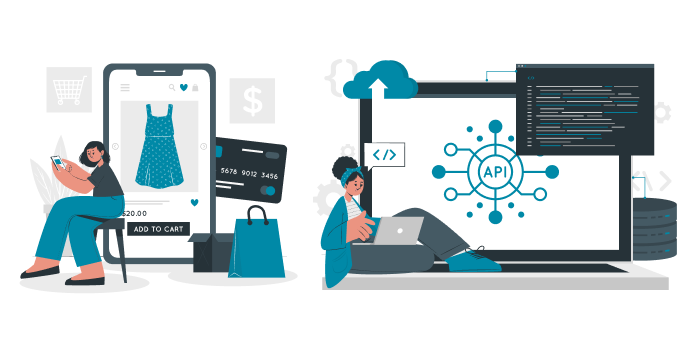 5678 9012 3456
$20.00
ADD TO CART
$
{}
</>
</>
API
< >